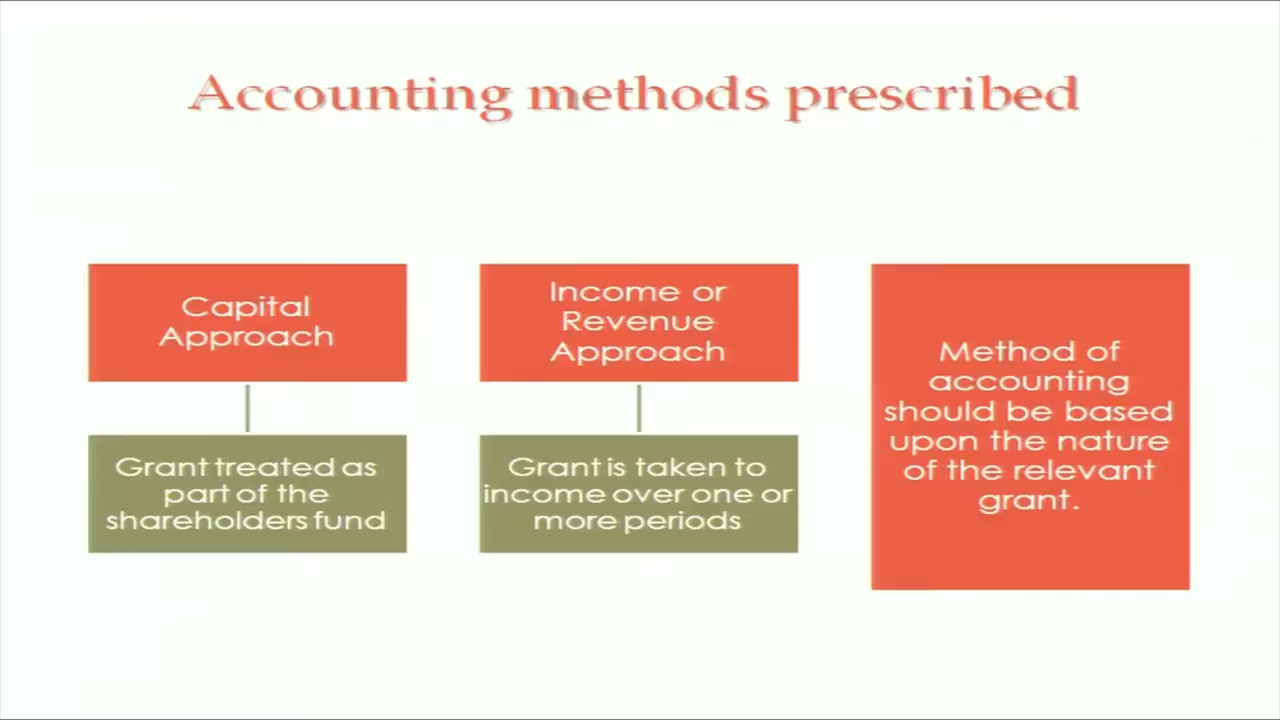 Accounting methods prescribed
Capital
Approach
Grant treated as
part of the
shareholders fund
Income or
Revenue
Approach
Grant is taken to
income over one or
more periods
Method of
accounting
should be based
upon the nature
of the relevant
grant.